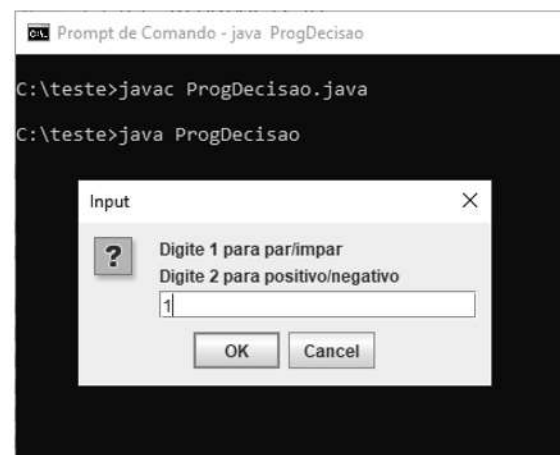 Prompt de Comando - java ProgDecisao
C:\teste>javac ProgDecisao.java
C:\teste>java ProgDecisao
Input
?
Digite 1 para par/impar
Digite 2 para positivo/negativo
1
OK
Cancel